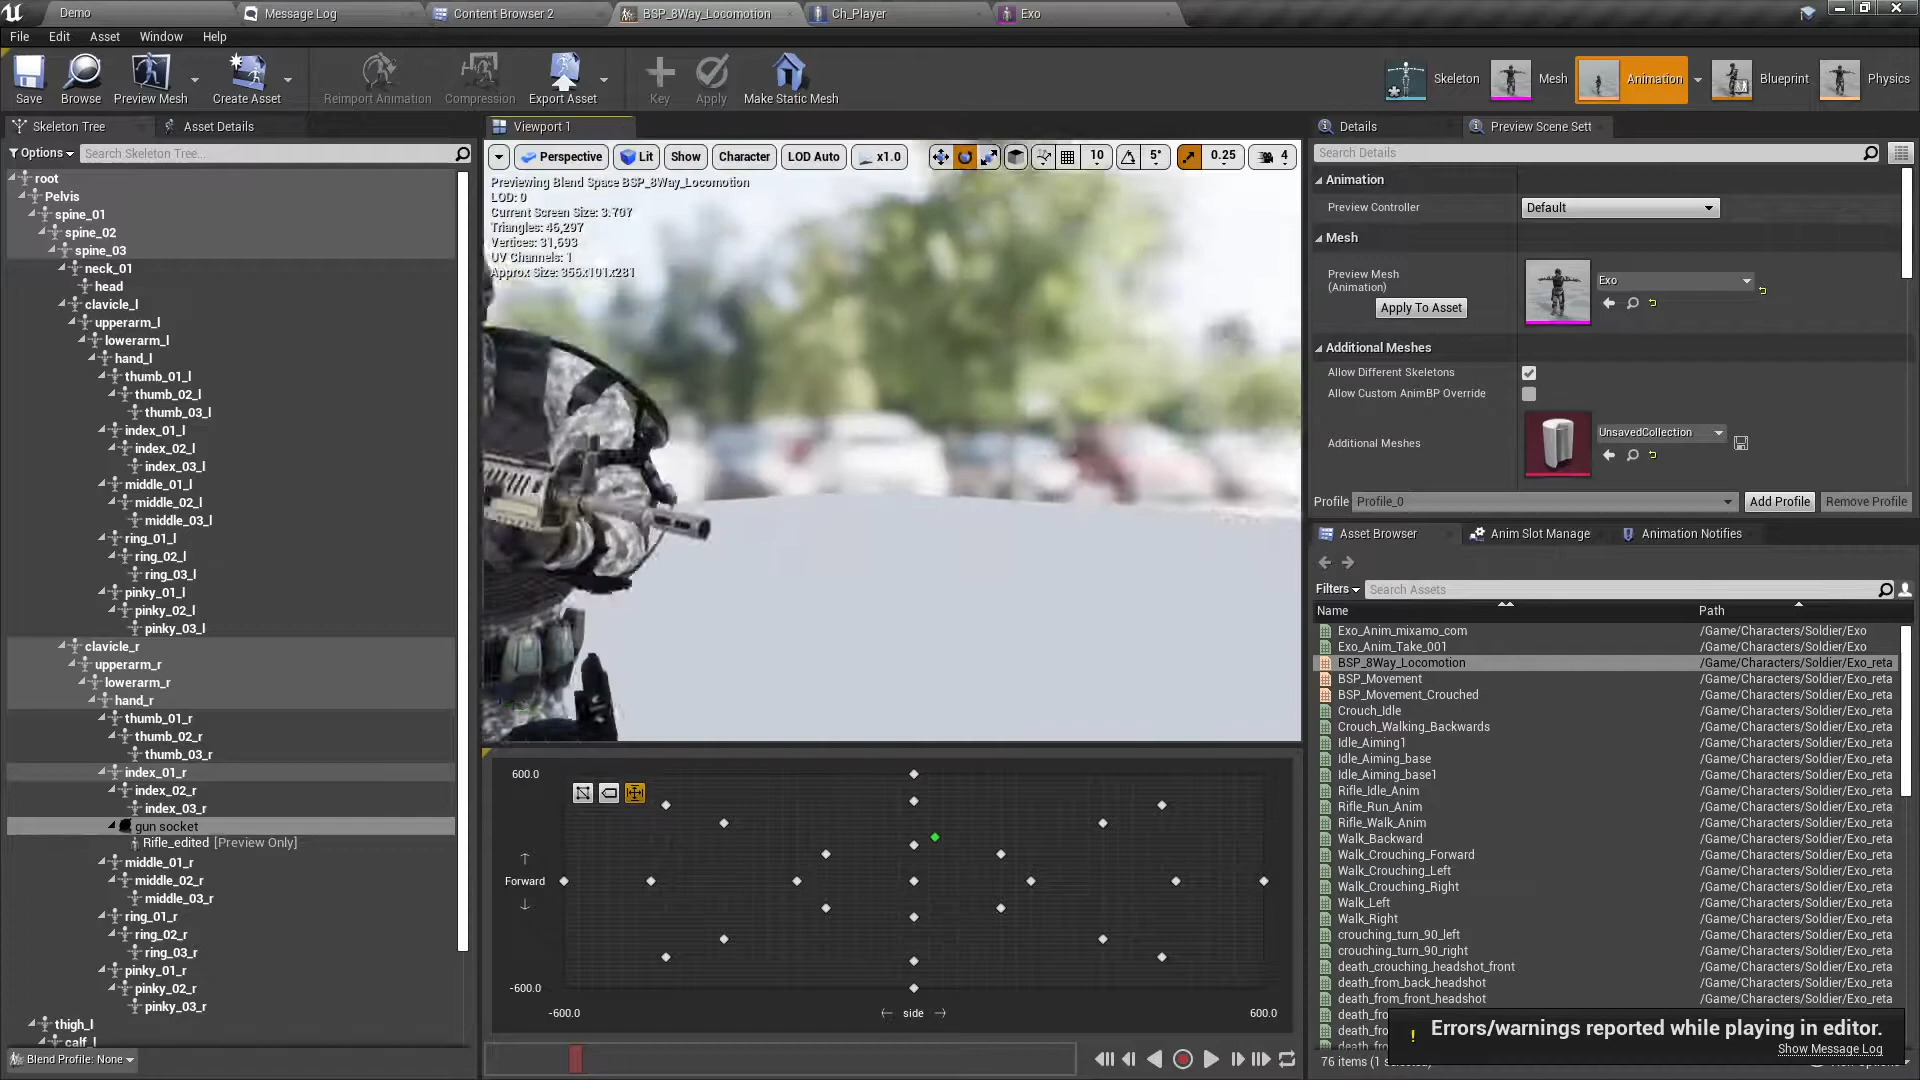 Demo
Message Log
Content Browser 2
BSP_8Way_Locomotion
Ch_Player
Exo
File Edit Asset Window Help
Save
Browse
Preview Mesh
Create Asset
Reimport Animation
Compression
Export Asset
Key
Apply
Make Static Mesh
Skeleton
Mesh
Animation
Blueprint
Physics
Skeleton Tree
Asset Details
Options
Search Skeleton Tree...
root
Pelvis
spine_01
spine_02
spine_03
neck_01
head
clavicle_l
upperarm_l
lowerarm_l
hand_l
thumb_01_l
thumb_02_l
thumb_03_l
index_01_l
index_02_l
index_03_l
middle_01_l
middle_02_l
middle_03_l
ring_01_l
ring_02_l
ring_03_l
pinky_01_l
pinky_02_l
pinky_03_l
clavicle_r
upperarm_r
lowerarm_r
hand_r
thumb_01_r
thumb_02_r
thumb_03_r
index_01_r
index_02_r
index_03_r
gun socket
Rifle_edited [Preview Only]
middle_01_r
middle_02_r
middle_03_r
ring_01_r
ring_02_r
ring_03_r
pinky_01_r
pinky_02_r
pinky_03_r
thigh_l
calf_l
Blend Profile: None
Viewport 1
Perspective Lit Show Character LOD Auto x1.0 10 5° 0.25 4
Previewing Blend Space BSP_8Way_Locomotion
LOD: 0
Current Screen Size: 3.707
Triangles: 46,297
Vertices: 31,693
UV Channels: 1
Approx Size: 356x101x281
600.0
Forward
-600.0
-600.0 side 600.0
Details
Preview Scene Sett
Search Details
Animation
Preview Controller Default
Mesh
Preview Mesh
(Animation)
Exo
Apply To Asset
Additional Meshes
Allow Different Skeletons
Allow Custom AnimBP Override
Additional Meshes UnsavedCollection
Profile Profile_0 Add Profile Remove Profile
Asset Browser
Anim Slot Manage
Animation Notifies
Filters Search Assets
Name Path
Exo_Anim_mixamo_com /Game/Characters/Soldier/Exo
Exo_Anim_Take_001 /Game/Characters/Soldier/Exo
BSP_8Way_Locomotion /Game/Characters/Soldier/Exo_reta
BSP_Movement /Game/Characters/Soldier/Exo_reta
BSP_Movement_Crouched /Game/Characters/Soldier/Exo_reta
Crouch_Idle /Game/Characters/Soldier/Exo_reta
Crouch_Walking_Backwards /Game/Characters/Soldier/Exo_reta
Idle_Aiming1 /Game/Characters/Soldier/Exo_reta
Idle_Aiming_base /Game/Characters/Soldier/Exo_reta
Idle_Aiming_base1 /Game/Characters/Soldier/Exo_reta
Rifle_Idle_Anim /Game/Characters/Soldier/Exo_reta
Rifle_Run_Anim /Game/Characters/Soldier/Exo_reta
Rifle_Walk_Anim /Game/Characters/Soldier/Exo_reta
Walk_Backward /Game/Characters/Soldier/Exo_reta
Walk_Crouching_Forward /Game/Characters/Soldier/Exo_reta
Walk_Crouching_Left /Game/Characters/Soldier/Exo_reta
Walk_Crouching_Right /Game/Characters/Soldier/Exo_reta
Walk_Left /Game/Characters/Soldier/Exo_reta
Walk_Right /Game/Characters/Soldier/Exo_reta
crouching_turn_90_left /Game/Characters/Soldier/Exo_reta
crouching_turn_90_right /Game/Characters/Soldier/Exo_reta
death_crouching_headshot_front /Game/Characters/Soldier/Exo_reta
death_from_back_headshot /Game/Characters/Soldier/Exo_reta
death_from_front_headshot /Game/Characters/Soldier/Exo_reta
death_fro
death_fro
76 items (1
Errors/warnings reported while playing in editor.
Show Message Log